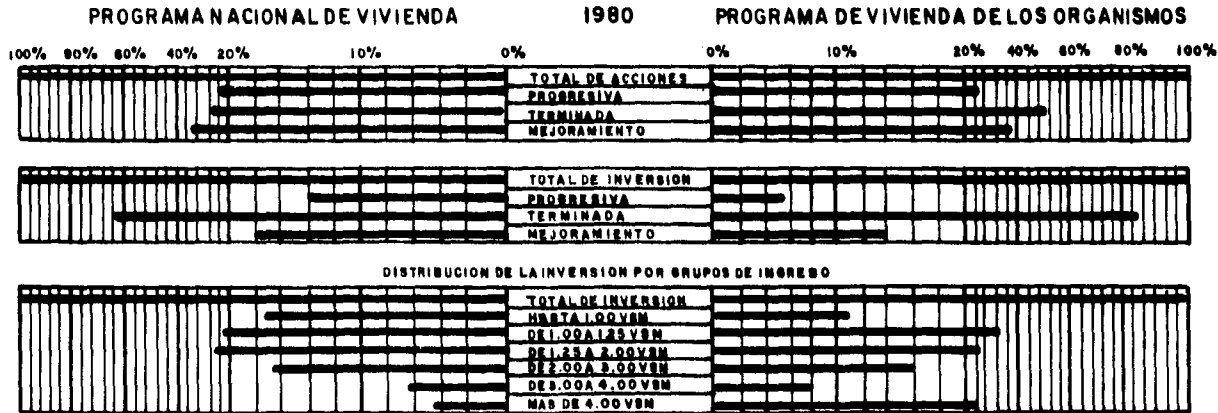 PROGRAMA NACIONAL DE VIVIENDA 1980 PROGRAMA DE VIVIENDA DE LOS ORGANISMOS
100% 80% 60% 40% 20% 10% 0% 0% 10% 20% 40% 60% 80% 100%
TOTAL DE ACCIONES
PROGRESIVA
TERMINADA
MEJORAMIENTO
TOTAL DE INVERSION
PROGRESIVA
TERMINADA
MEJORAMIENTO
DISTRIBUCION DE LA INVERSION POR GRUPOS DE INGRESO
TOTAL DE INVERSION
HASTA 1.00 VSM
DE 1.00 A 1.25 VSM
DE 1.25 A 2.00 VSM
DE 2.00 A 3.00 VSM
DE 3.00 A 4.00 VSM
MAS DE 4.00 VSM